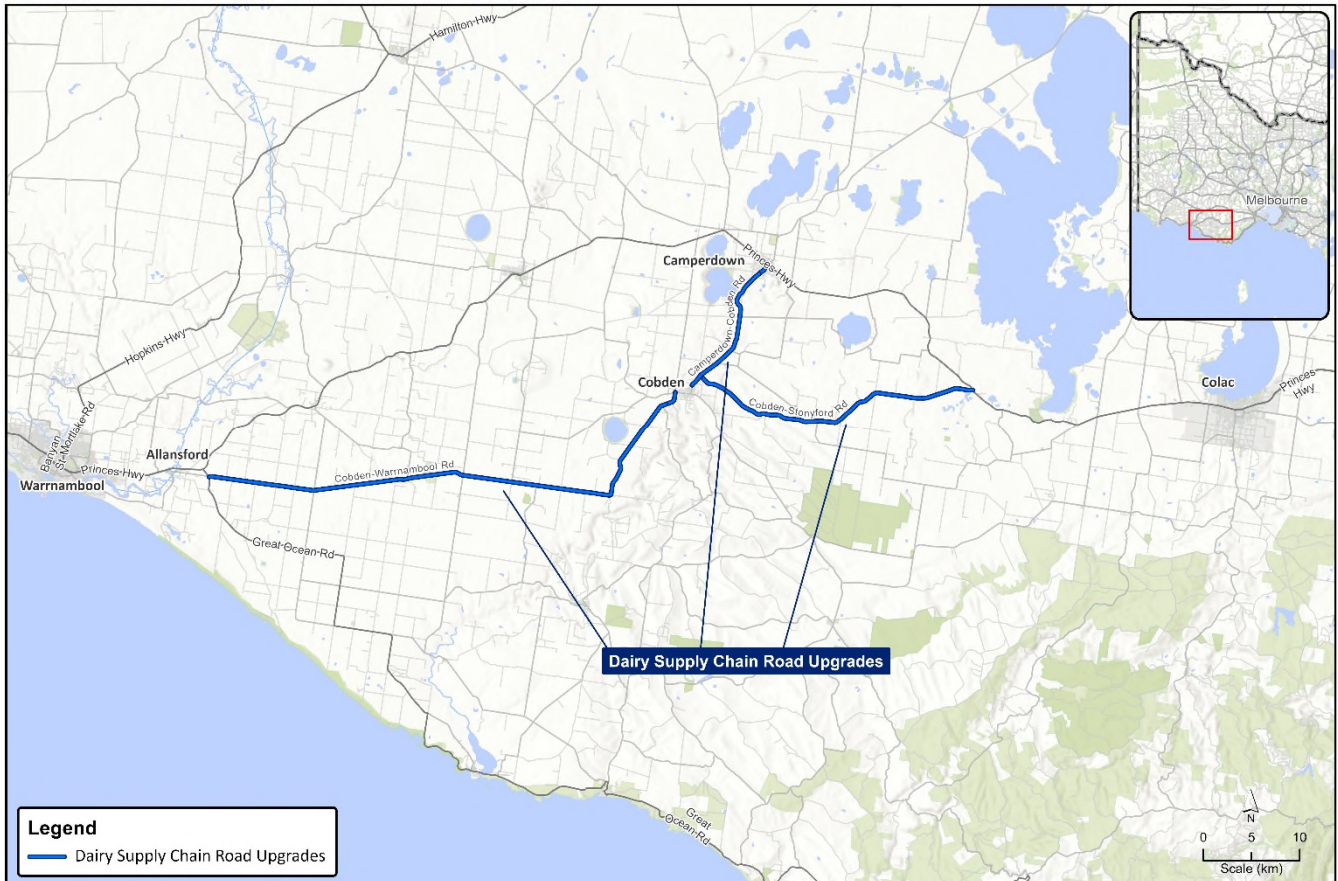 Hamilton-Hwy
Melbourne
Camperdown
Princes-Hwy
Camperdown-Cobden Rd
Hopkins-Hwy
Cobden
Cobden-Stonyford Rd
Colac
Princes
Hwy
Banyan
St-Mortlake-Rd
Allansford
Princes-Hwy
Warrnambool
Cobden-Warrnambool Rd
Great-Ocean-Rd
Dairy Supply Chain Road Upgrades
Great
Ocean-Rd
Legend
Dairy Supply Chain Road Upgrades
N
0 5 10
Scale (km)